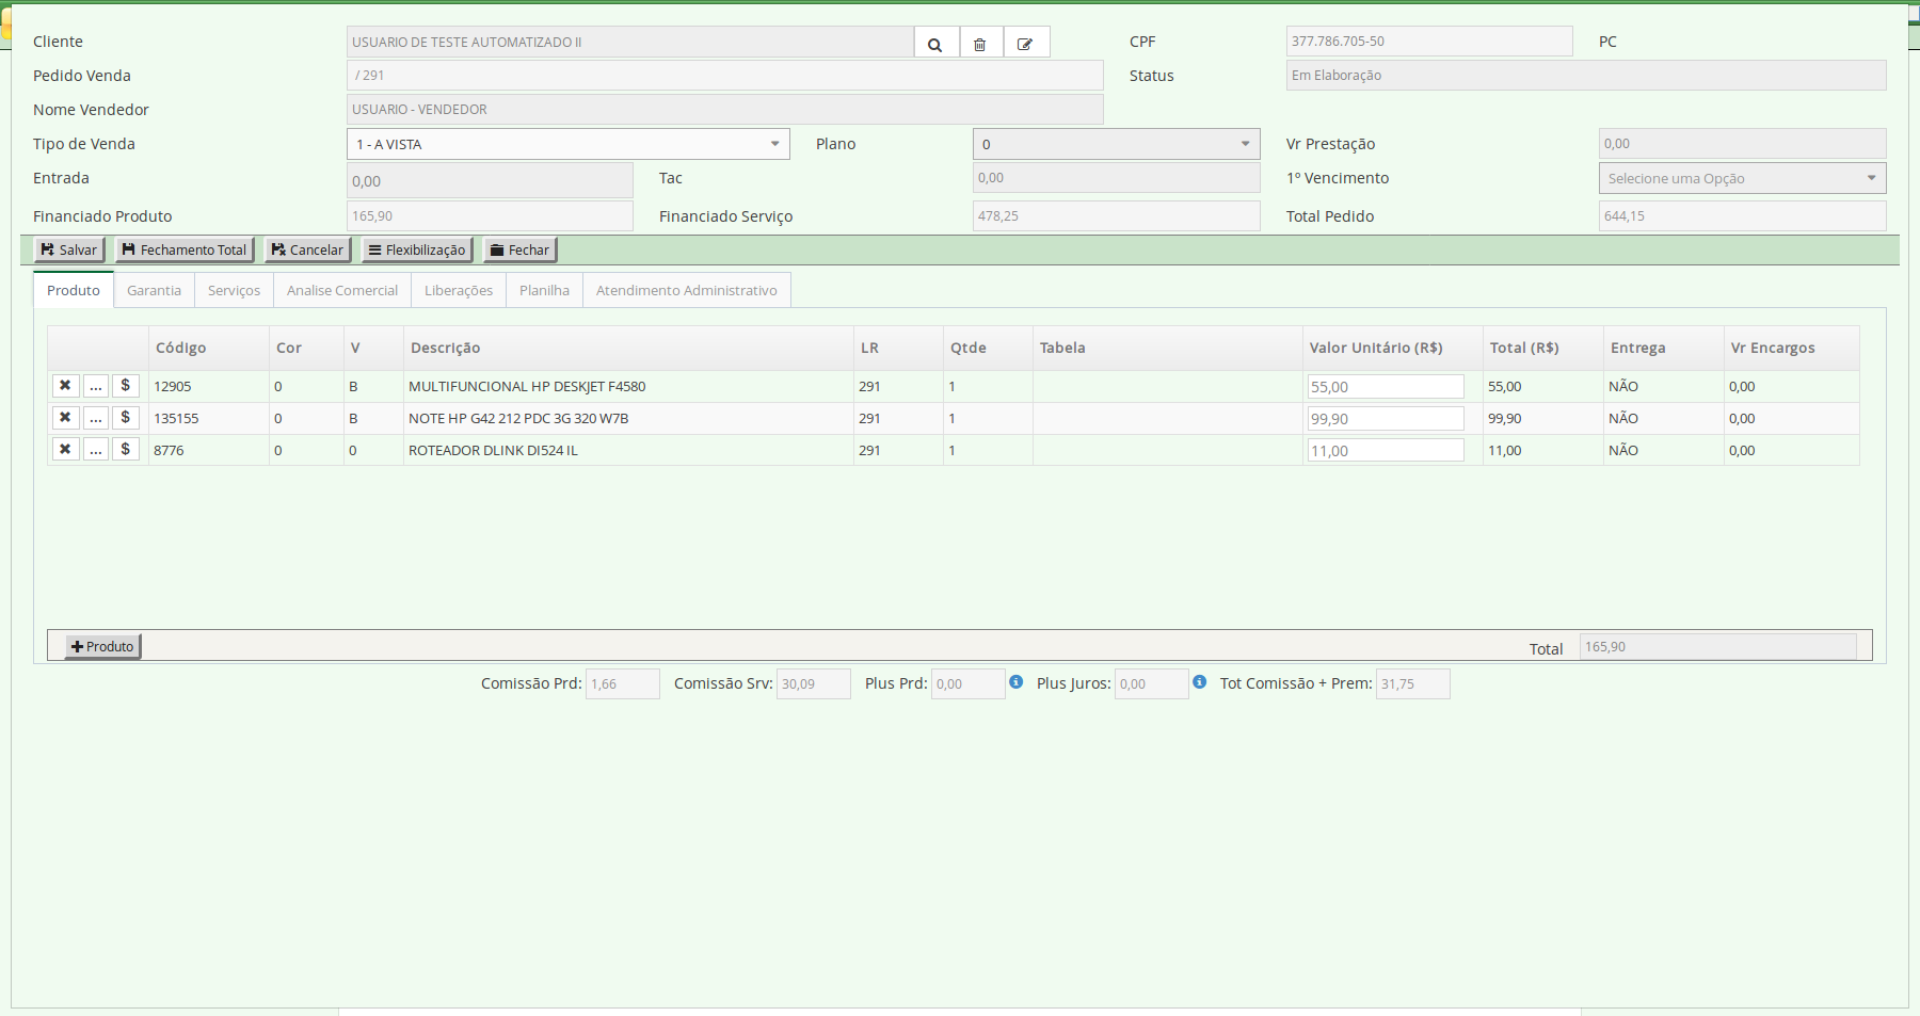 Cliente USUARIO DE TESTE AUTOMATIZADO II CPF 377.786.705-50 PC
Pedido Venda / 291 Status Em Elaboração
Nome Vendedor USUARIO - VENDEDOR
Tipo de Venda 1 - A VISTA Plano 0 Vr Prestação 0,00
Entrada 0,00 Tac 0,00 1º Vencimento Selecione uma Opção
Financiado Produto 165,90 Financiado Serviço 478,25 Total Pedido 644,15
Salvar Fechamento Total Cancelar Flexibilização Fechar
Produto Garantia Serviços Analise Comercial Liberações Planilha Atendimento Administrativo
Código Cor V Descrição LR Qtde Tabela Valor Unitário (R$) Total (R$) Entrega Vr Encargos
... $ 12905 0 B MULTIFUNCIONAL HP DESKJET F4580 291 1 55,00 55,00 NÃO 0,00
... $ 135155 0 B NOTE HP G42 212 PDC 3G 320 W7B 291 1 99,90 99,90 NÃO 0,00
... $ 8776 0 0 ROTEADOR DLINK DI524 IL 291 1 11,00 11,00 NÃO 0,00
Produto Total 165,90
Comissão Prd: 1,66 Comissão Srv: 30,09 Plus Prd: 0,00 Plus Juros: 0,00 Tot Comissão + Prem: 31,75